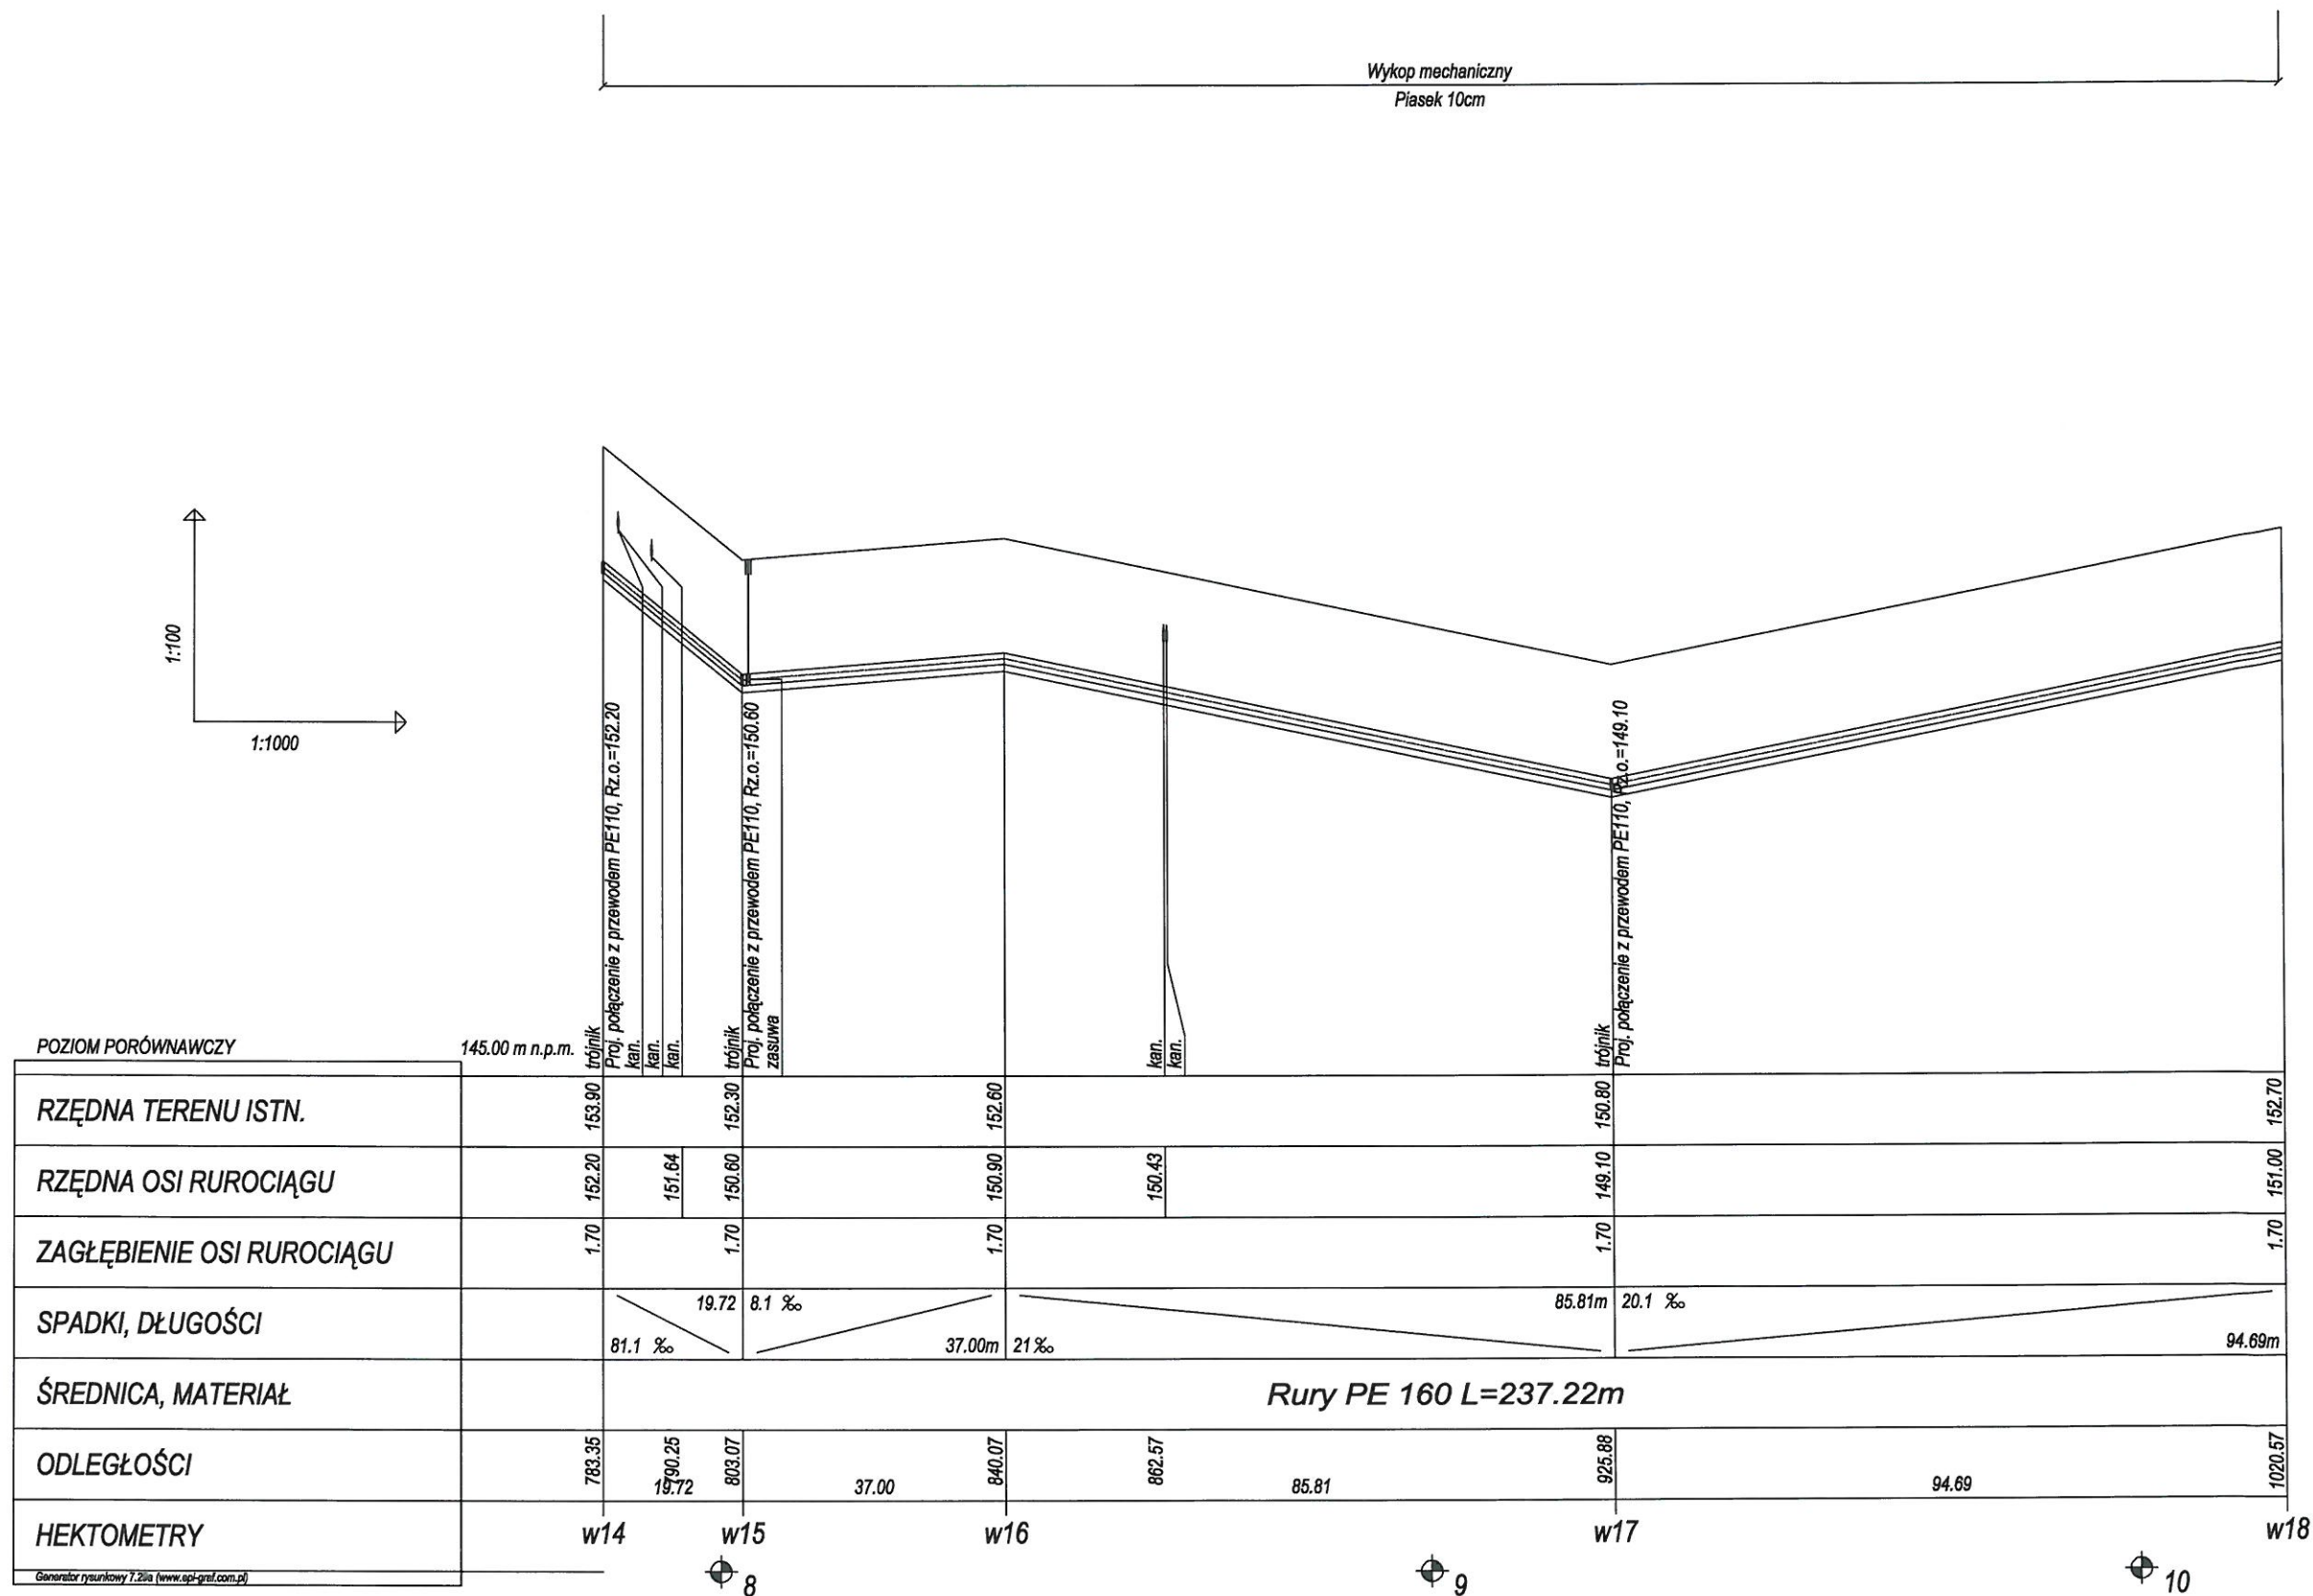 Wykop mechaniczny
Piasek 10cm
1:100
1:1000
trójnik
Proj. połączenie z przewodem PE110, Rz.o.=152.20
kan.
kan.
kan.
trójnik
Proj. połączenie z przewodem PE110, Rz.o.=150.60
zasuwa
kan.
kan.
trójnik
Proj. połączenie z przewodem PE110, Rz.o.=149.10
POZIOM PORÓWNAWCZY 145.00 m n.p.m.
RZĘDNA TERENU ISTN. 153.90 152.30 152.60 150.80 152.70
RZĘDNA OSI RUROCIĄGU 152.20 151.64 150.60 150.90 150.43 149.10 151.00
ZAGŁĘBIENIE OSI RUROCIĄGU 1.70 1.70 1.70 1.70 1.70
SPADKI, DŁUGOŚCI
19.72 8.1 ‰ 85.81m 20.1 ‰
81.1 ‰ 37.00m 21‰ 94.69m
ŚREDNICA, MATERIAŁ Rury PE 160 L=237.22m
ODLEGŁOŚCI 783.35 790.25 803.07 840.07 862.57 925.88 1020.57
19.72 37.00 85.81 94.69
HEKTOMETRY w14 w15 w16 w17 w18
8 9 10
Generator rysunkowy (www.epi-graf.com.pl)